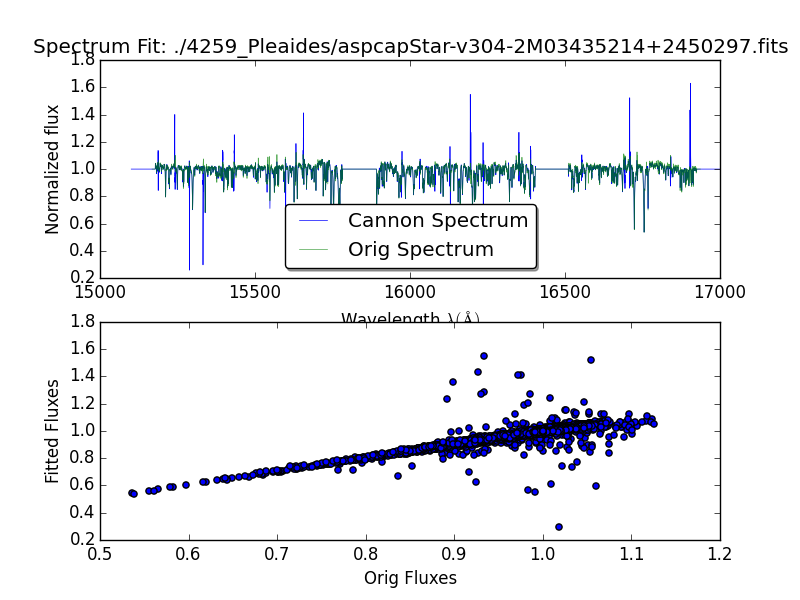 Spectrum Fit: ./4259_Pleaides/aspcapStar-v304-2M03435214+2450297.fits
Normalized flux
1.8
1.6
1.4
1.2
1.0
0.8
0.6
0.4
0.2
Cannon Spectrum
Orig Spectrum
15000 15500 16000 16500 17000
Wavelength λ(Å)
Fitted Fluxes
1.8
1.6
1.4
1.2
1.0
0.8
0.6
0.4
0.2
0.5 0.6 0.7 0.8 0.9 1.0 1.1 1.2
Orig Fluxes